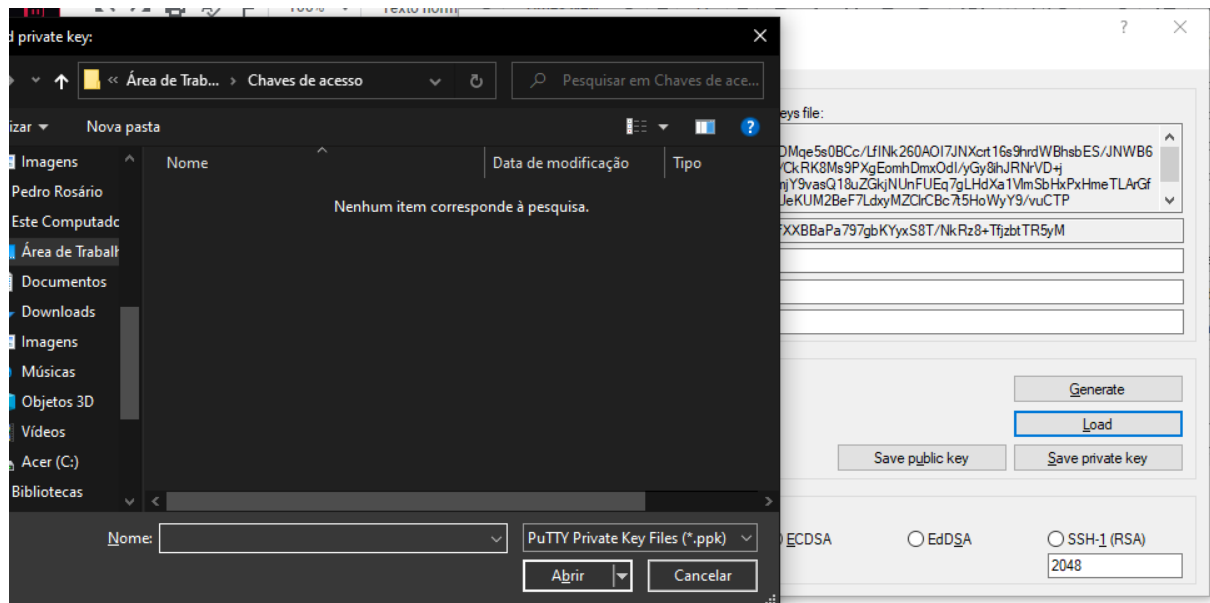 100%
Texto norm
d private key:
Área de Trab... › Chaves de acesso
Pesquisar em Chaves de ace...
izar
Nova pasta
Imagens
Pedro Rosário
Este Computadc
Área de Trabalh
Documentos
Downloads
Imagens
Músicas
Objetos 3D
Vídeos
Acer (C:)
Bibliotecas
Nome
Data de modificação
Tipo
Nenhum item corresponde à pesquisa.
Nome:
PuTTY Private Key Files (*.ppk)
Abrir
Cancelar
eys file:
DMqe5s0BCc/LfINk260AOI7JNXcrt16s9hrdWBhsbES/JNWB6
/CkRK8Ms9PXgEomhDmxOdI/yGy8ihJRNrVD+j
njY9vasQ18uZGkjNUnFUEq7gLHdXa1VlmSbHxPxHmeTLArGf
JeKUM2BeF7LdxyMZClrCBc7t5HoWyY9/vuCTP
fXXBBaPa797gbKYyxS8T/NkRz8+TfjzbtTR5yM
Generate
Load
Save public key
Save private key
ECDSA
EdDSA
SSH-1 (RSA)
2048